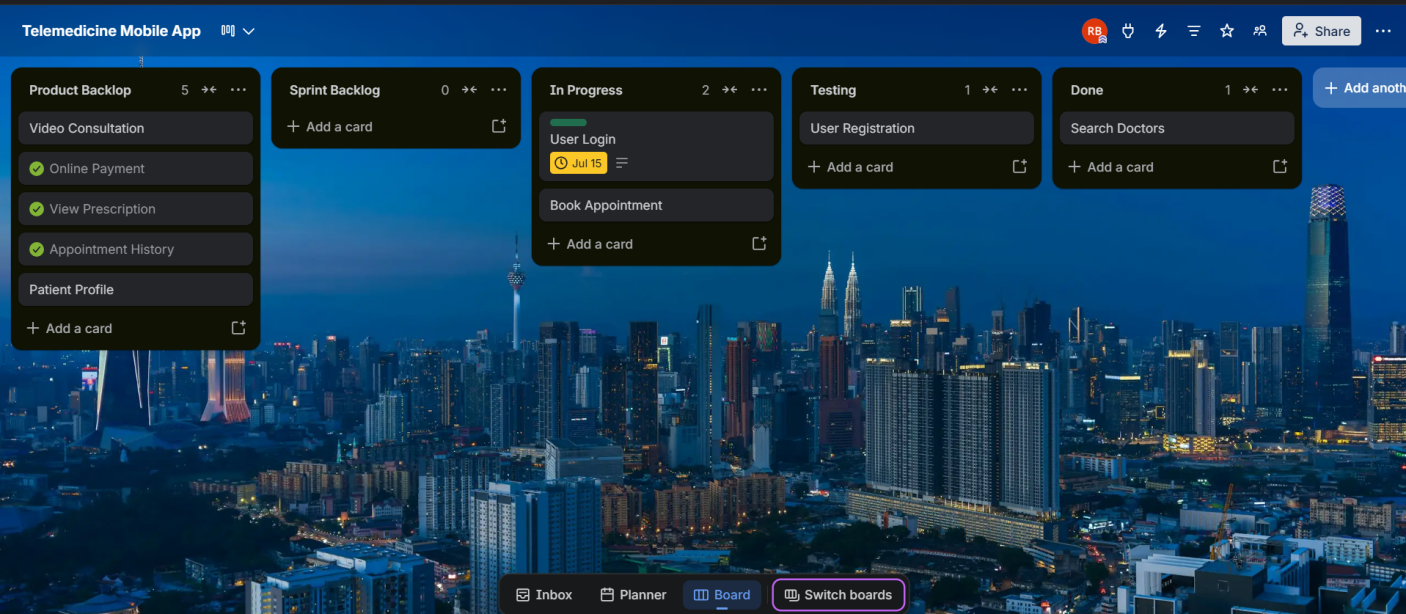 Telemedicine Mobile App
RB
Share
Product Backlop 5
Video Consultation
Online Payment
View Prescription
Appointment History
Patient Profile
Add a card
Sprint Backlog 0
Add a card
In Progress 2
User Login
Jul 15
Book Appointment
Add a card
Testing 1
User Registration
Add a card
Done 1
Search Doctors
Add a card
Add anoth
Inbox
Planner
Board
Switch boards